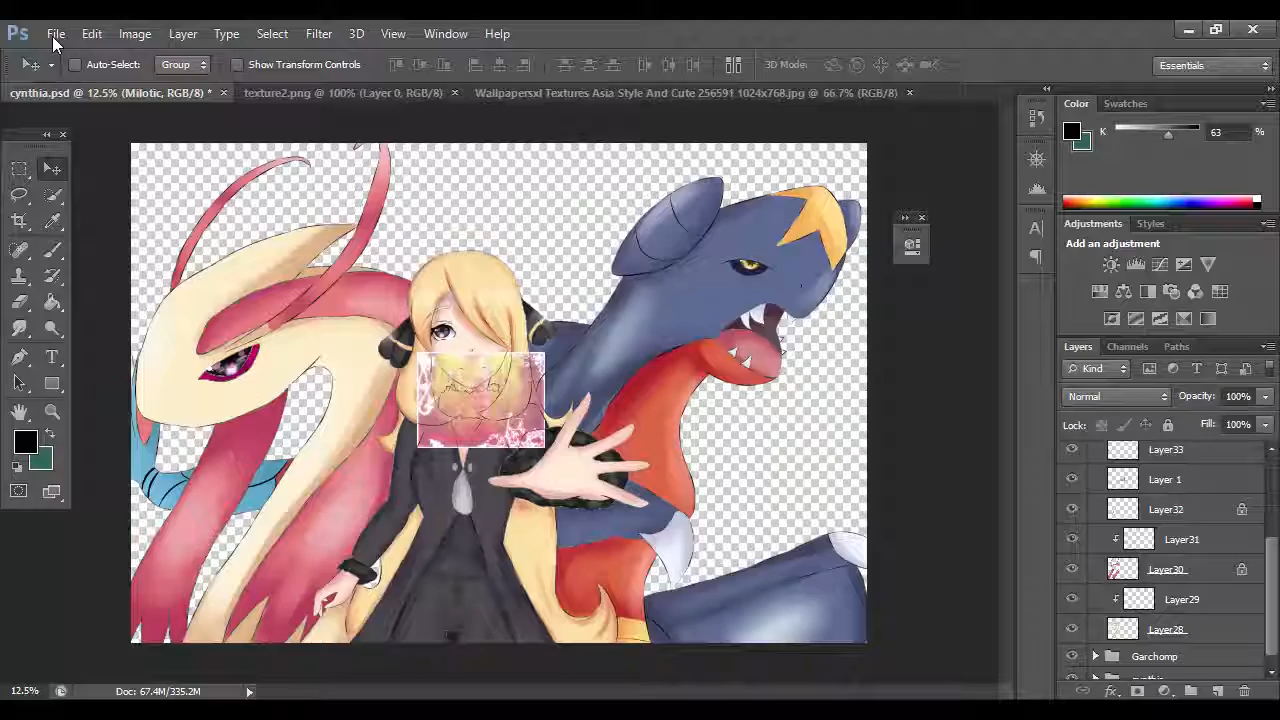 Ps File Edit Image Layer Type Select Filter 3D View Window Help
Auto-Select: Group Show Transform Controls 3D Mode: Essentials
cynthia.psd @ 12.5% (Milotic, RGB/8) * × texture2.png @ 100% (Layer 0, RGB/8) × Wallpapersxl Textures Asia Style And Cute 256591 1024x768.jpg @ 66.7% (RGB/8) ×
Color Swatches
K 63 %
Adjustments Styles
Add an adjustment
Layers Channels Paths
Kind
Normal Opacity: 100%
Lock: Fill: 100%
Layer33
Layer 1
Layer32
Layer31
Layer30
Layer29
Layer28
Garchomp
cynthia
12.5% Doc: 67.4M/335.2M